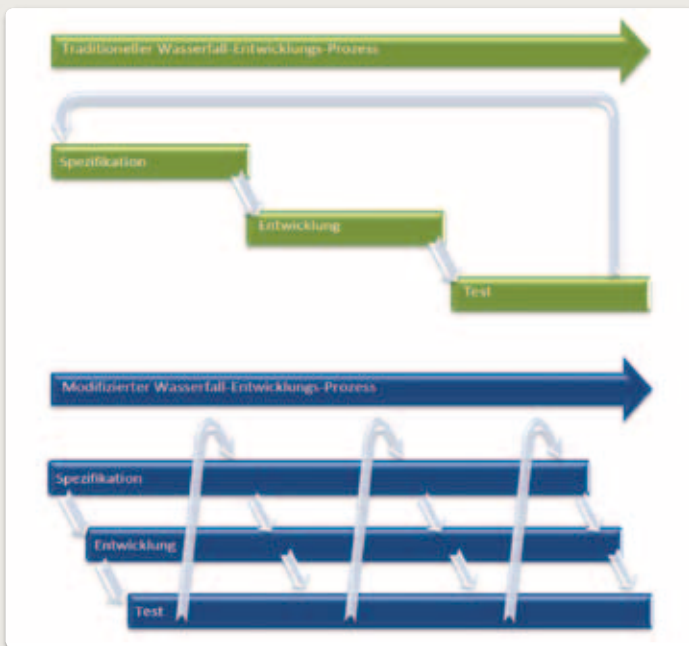 Traditioneller Wasserfall-Entwicklungs-Prozess
Spezifikation
Entwicklung
Test
Modifizierter Wasserfall-Entwicklungs-Prozess
Spezifikation
Entwicklung
Test